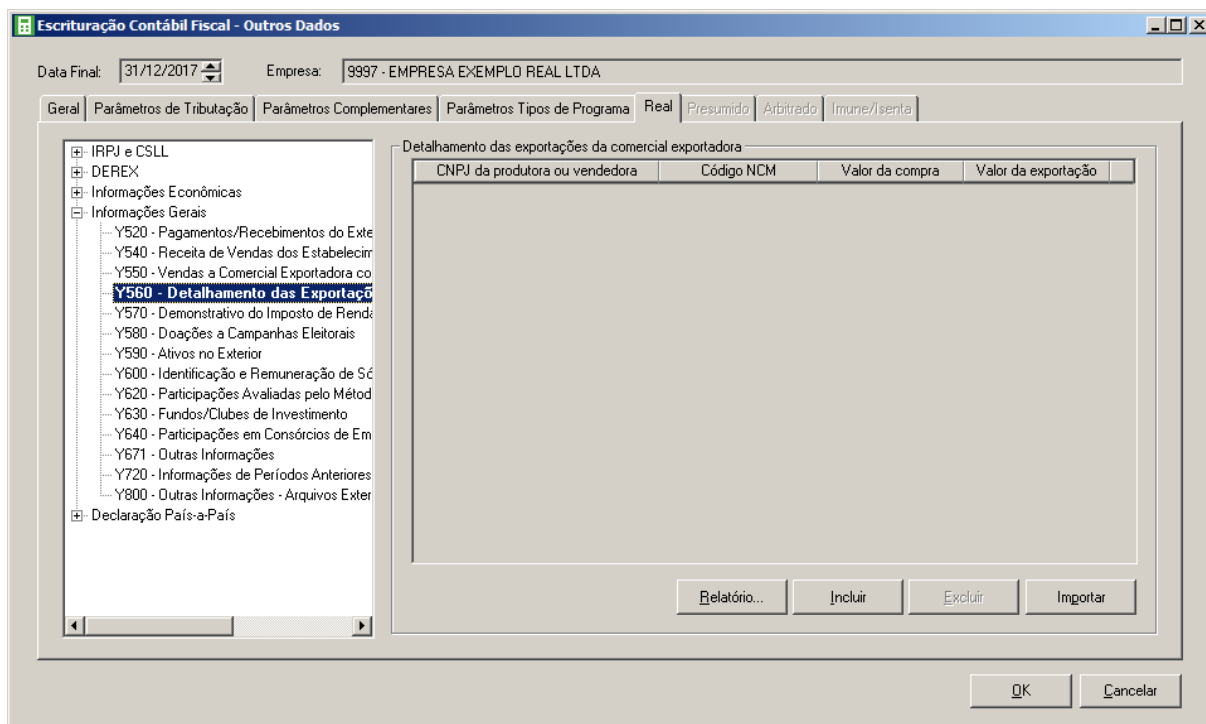 Escrituração Contábil Fiscal - Outros Dados
Data Final: 31/12/2017 Empresa: 9997 - EMPRESA EXEMPLO REAL LTDA
Geral Parâmetros de Tributação Parâmetros Complementares Parâmetros Tipos de Programa Real Presumido Arbitrado Imune/Isenta
IRPJ e CSLL
DEREX
Informações Econômicas
Informações Gerais
Y520 - Pagamentos/Recebimentos do Exte
Y540 - Receita de Vendas dos Estabelecim
Y550 - Vendas a Comercial Exportadora co
Y560 - Detalhamento das Exportaçõ
Y570 - Demonstrativo do Imposto de Renda
Y580 - Doações a Campanhas Eleitorais
Y590 - Ativos no Exterior
Y600 - Identificação e Remuneração de Só
Y620 - Participações Avaliadas pelo Métod
Y630 - Fundos/Clubes de Investimento
Y640 - Participações em Consórcios de Em
Y671 - Outras Informações
Y720 - Informações de Períodos Anteriores
Y800 - Outras Informações - Arquivos Exter
Declaração País-a-País
Detalhamento das exportações da comercial exportadora
CNPJ da produtora ou vendedora Código NCM Valor da compra Valor da exportação
Relatório... Incluir Excluir Importar
OK Cancelar